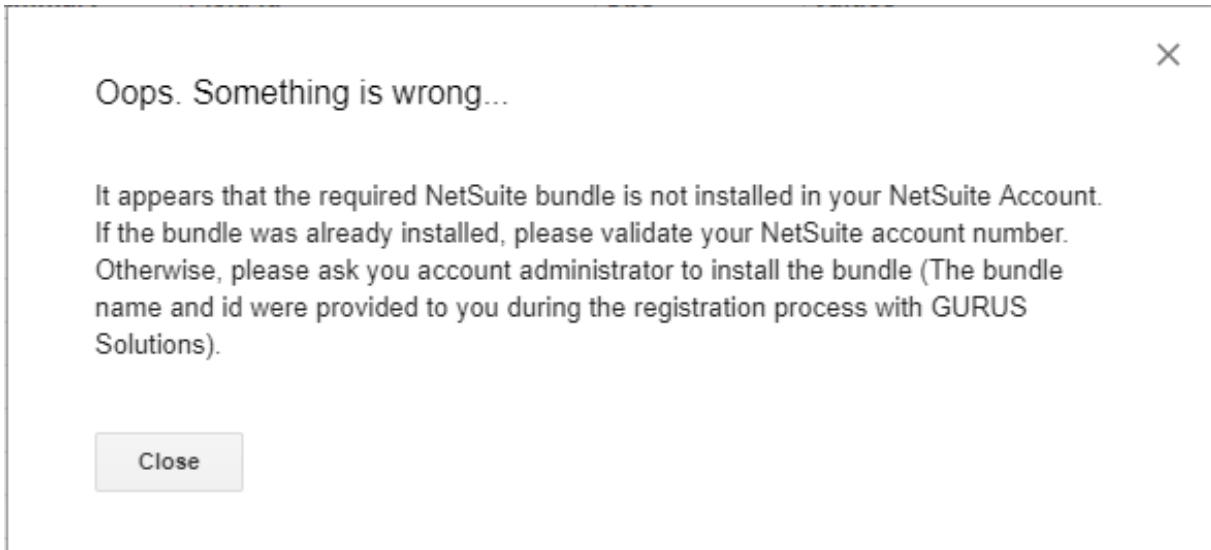 Oops. Something is wrong...
It appears that the required NetSuite bundle is not installed in your NetSuite Account.
If the bundle was already installed, please validate your NetSuite account number.
Otherwise, please ask you account administrator to install the bundle (The bundle
name and id were provided to you during the registration process with GURUS
Solutions).
Close